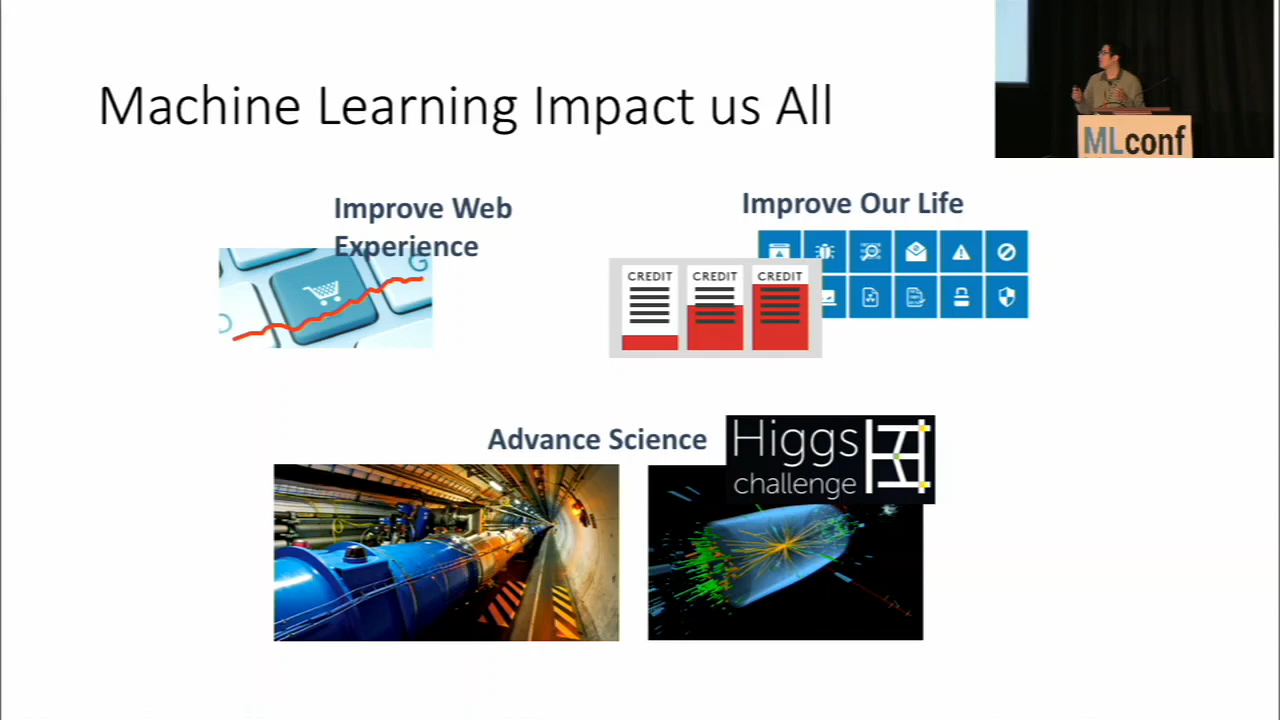 Machine Learning Impact us All
MLconf
Improve Web
Experience
Improve Our Life
CREDIT CREDIT CREDIT
Advance Science
Higgs
challenge